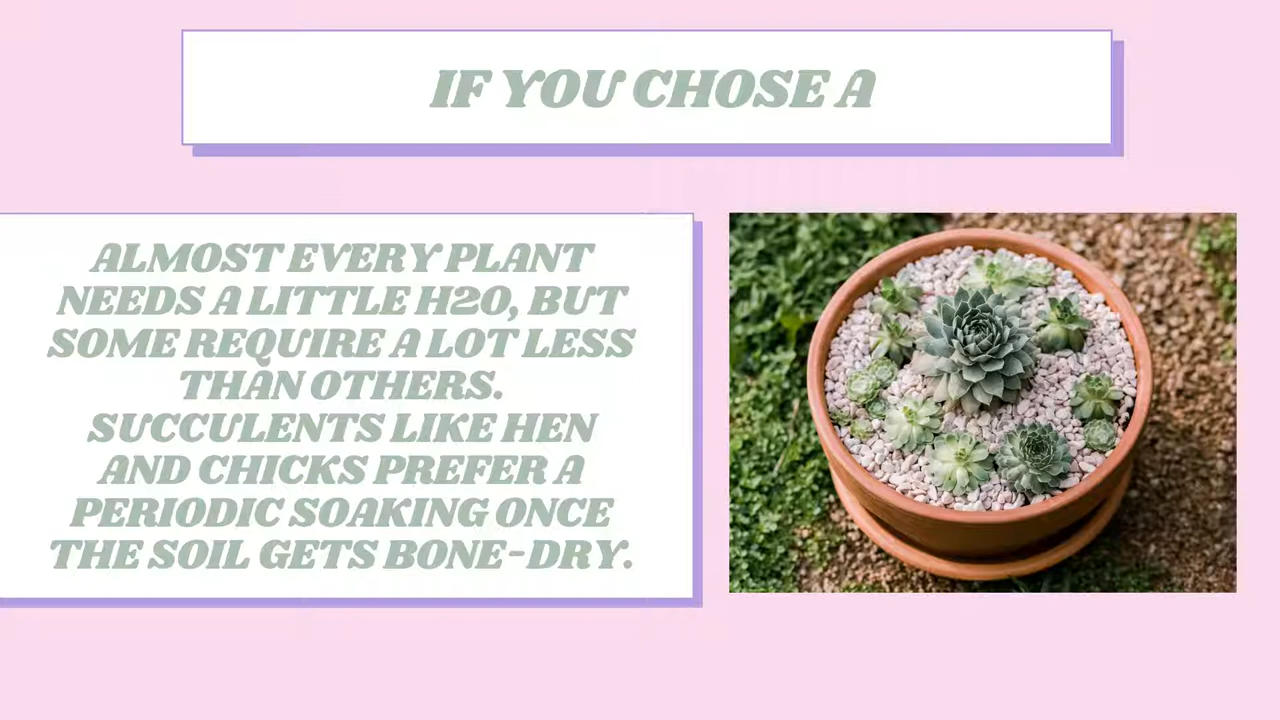 IF YOU CHOSE A
ALMOST EVERY PLANT
NEEDS A LITTLE H2O, BUT
SOME REQUIRE A LOT LESS
THAN OTHERS.
SUCCULENTS LIKE HEN
AND CHICKS PREFER A
PERIODIC SOAKING ONCE
THE SOIL GETS BONE-DRY.